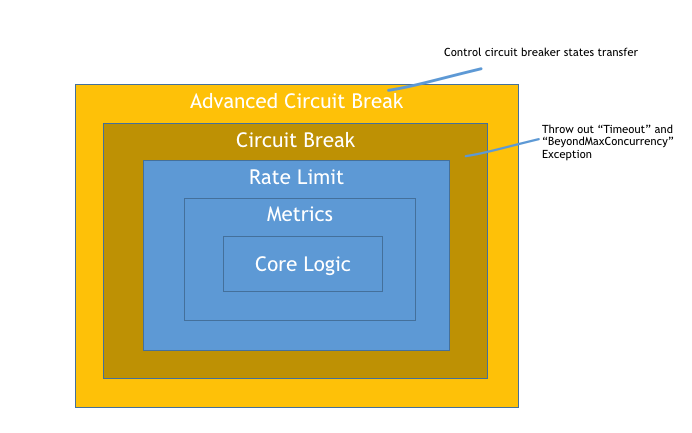 Control circuit breaker states transfer
Advanced Circuit Break
Throw out “Timeout” and
“BeyondMaxConcurrency”
Exception
Circuit Break
Rate Limit
Metrics
Core Logic